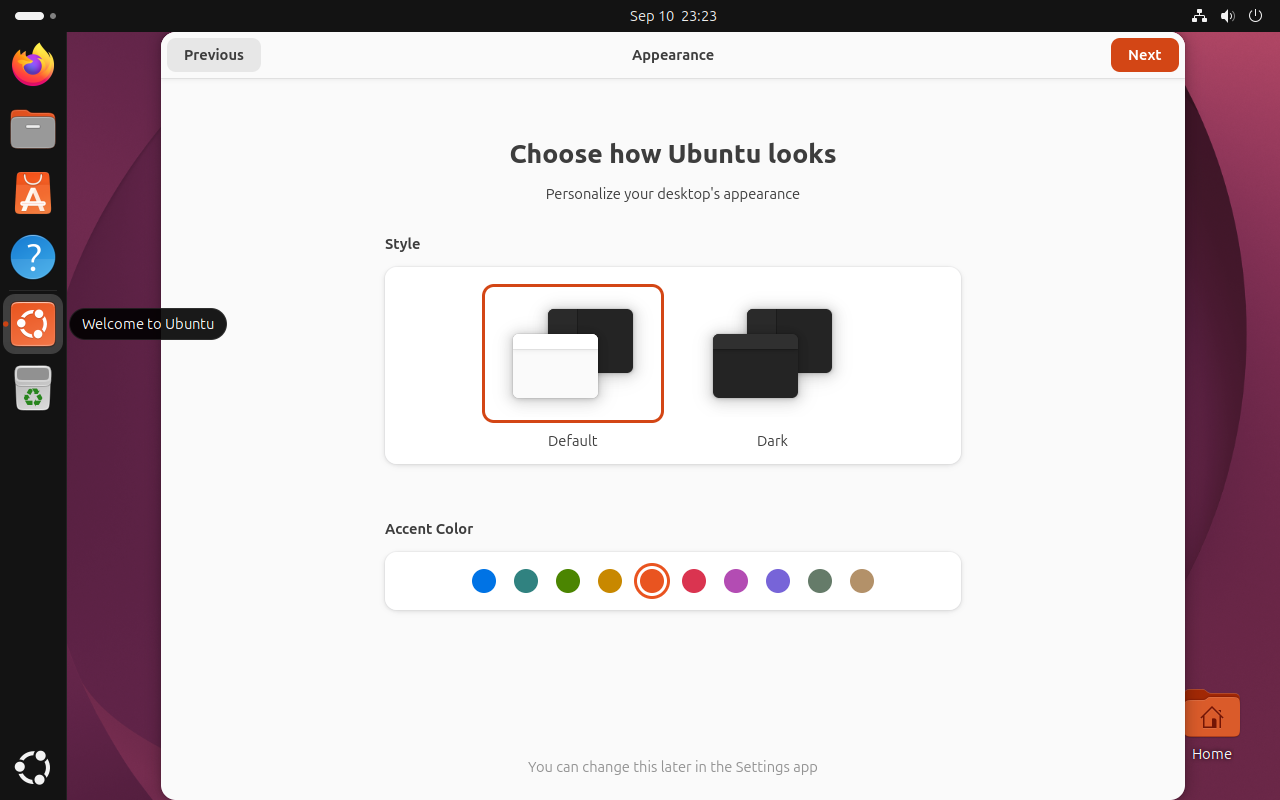 Sep 10 23:23
Previous
Appearance
Next
Choose how Ubuntu looks
Personalize your desktop's appearance
Style
Welcome to Ubuntu
Default
Dark
Accent Color
Home
You can change this later in the Settings app